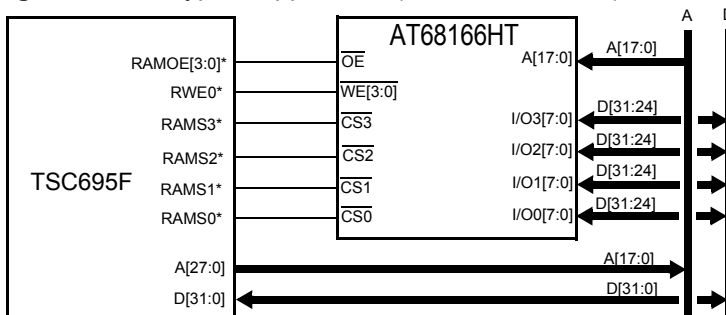 A
AT68166HT
RAMOE[3:0]* OE A[17:0] A[17:0]
RWE0* WE[3:0]
RAMS3* CS3 I/O3[7:0] D[31:24]
RAMS2* CS2 I/O2[7:0] D[31:24]
TSC695F RAMS1* CS1 I/O1[7:0] D[31:24]
RAMS0* CS0 I/O0[7:0] D[31:24]
A[27:0] A[17:0]
D[31:0] D[31:0]